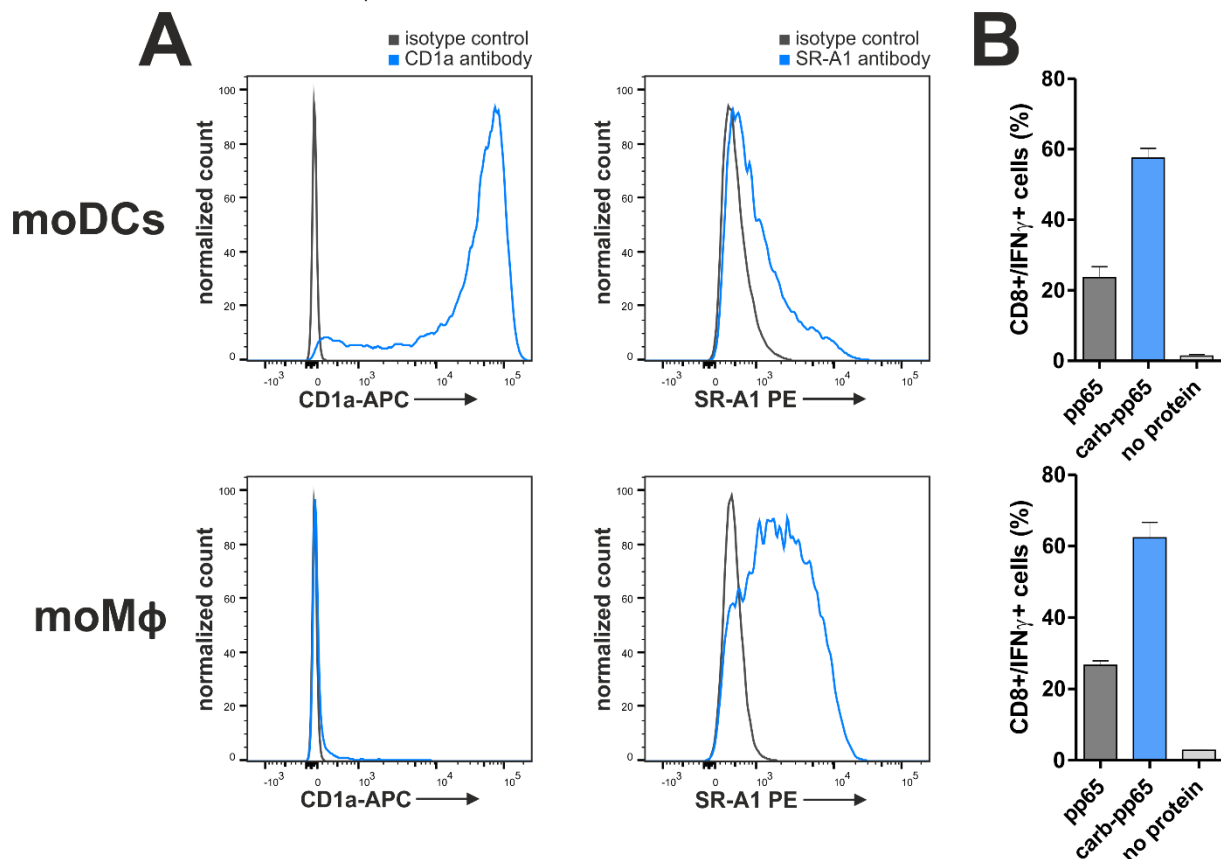 A
B
isotype control
CD1a antibody
isotype control
SR-A1 antibody
moDCs
normalized count
100
80
60
40
20
0
-10³
0
10³
10⁴
10⁵
CD1a-APC
normalized count
100
80
60
40
20
0
-10³
0
10³
10⁴
10⁵
SR-A1 PE
CD8+/IFNγ+ cells (%)
80
60
40
20
0
pp65
carb-pp65
no protein
moMϕ
normalized count
100
80
60
40
20
0
-10³
0
10³
10⁴
10⁵
CD1a-APC
normalized count
100
80
60
40
20
0
-10³
0
10³
10⁴
10⁵
SR-A1 PE
CD8+/IFNγ+ cells (%)
80
60
40
20
0
pp65
carb-pp65
no protein